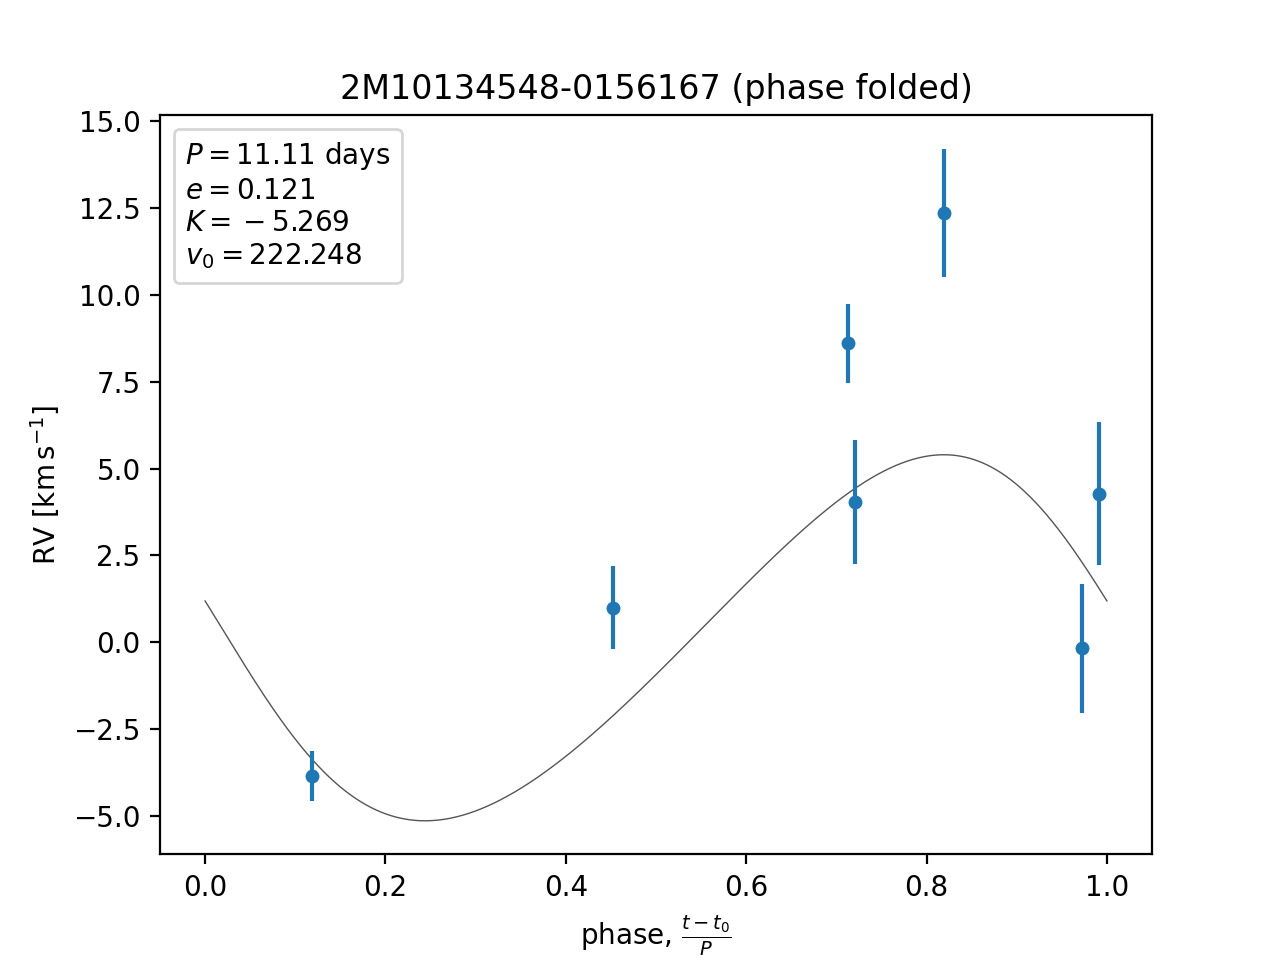 2M10134548-0156167 (phase folded)
P = 11.11 days
e = 0.121
K = −5.269
v₀ = 222.248
15.0
12.5
10.0
7.5
5.0
2.5
0.0
−2.5
−5.0
RV [km s⁻¹]
0.0 0.2 0.4 0.6 0.8 1.0
phase, (t − t₀)/P